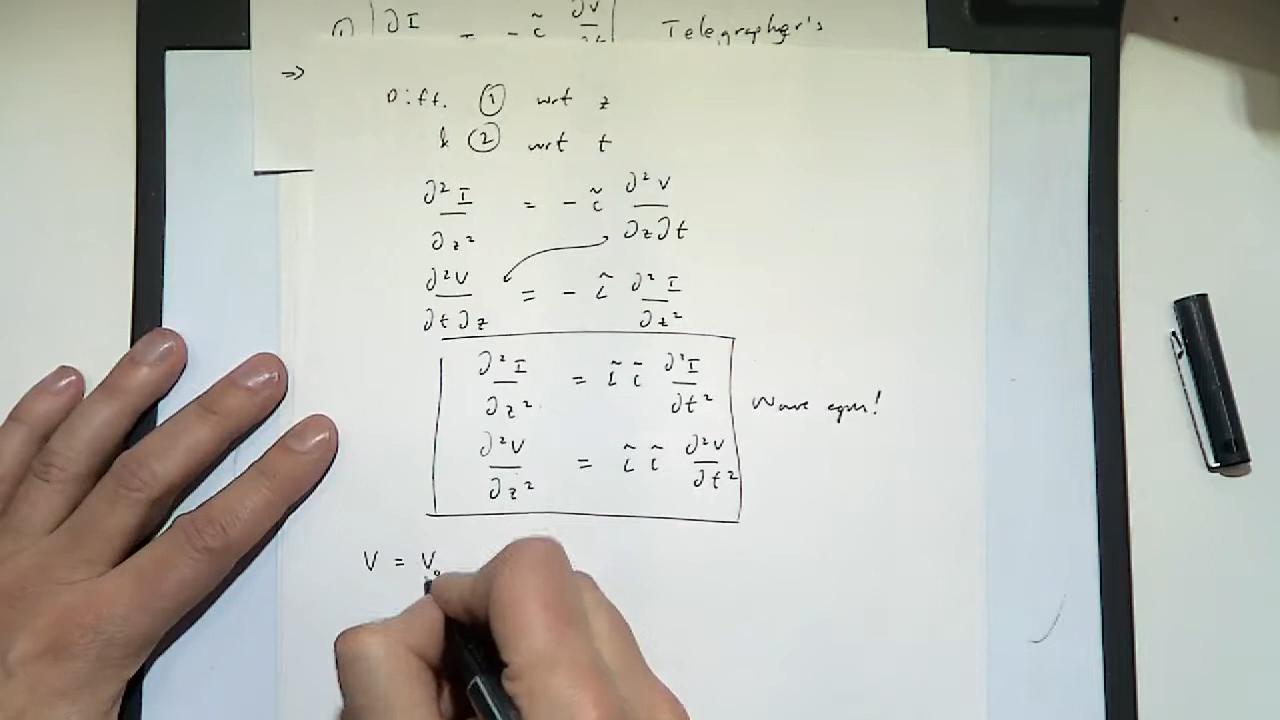 ① ∂I = - c̃ ∂V Telegrapher's
⇒
Diff. ① wrt z
& ② wrt t
∂²I/∂z² = - c̃ ∂²V/∂z∂t
∂²V/∂t∂z = - l̃ ∂²I/∂t²
∂²I/∂z² = l̃ c̃ ∂²I/∂t² Wave eqn!
∂²V/∂z² = l̃ c̃ ∂²V/∂t²
V = V₀